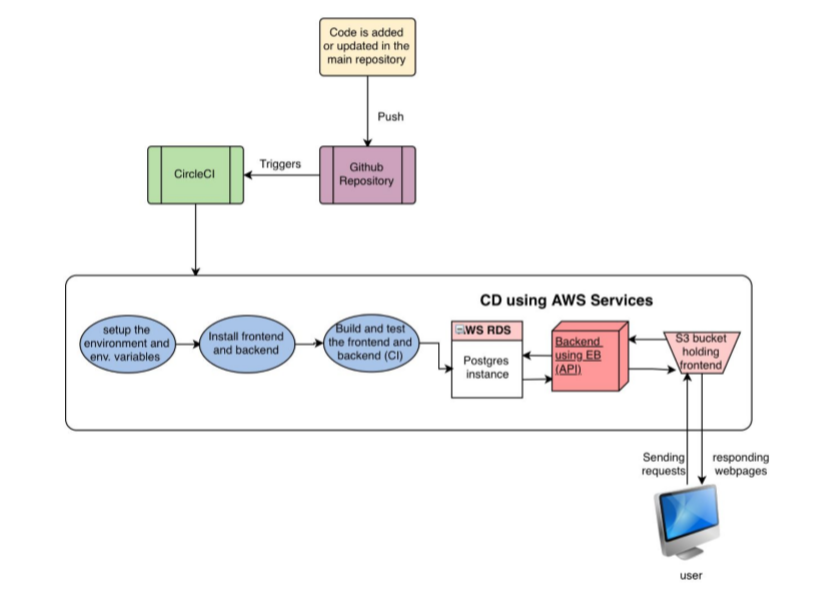 Code is added
or updated in the
main repository
Push
CircleCI
Triggers
Github
Repository
CD using AWS Services
setup the
environment and
env. variables
Install frontend
and backend
Build and test
the frontend and
backend (CI)
WS RDS
Postgres
instance
Backend
using EB
(API)
S3 bucket
holding
frontend
Sending
requests
responding
webpages
user